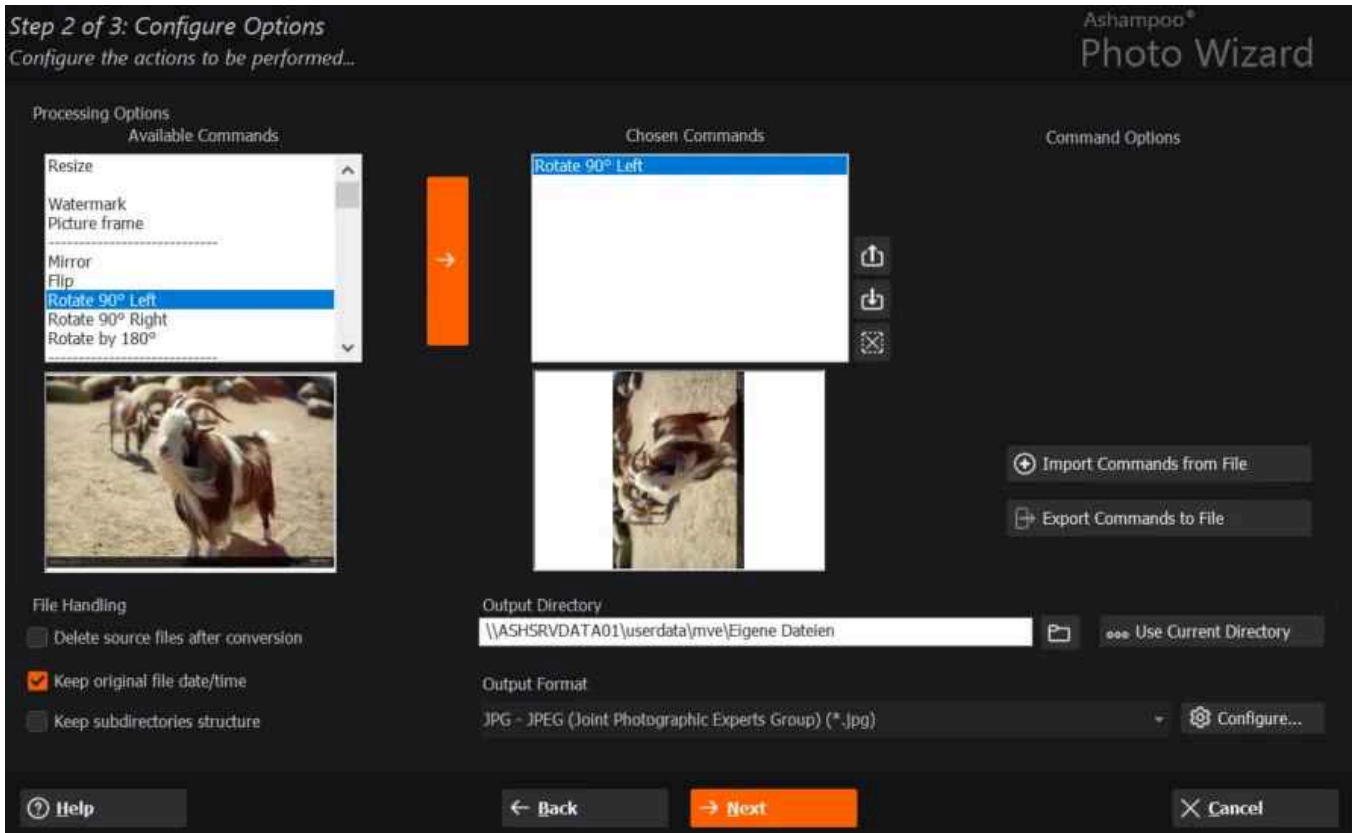 Step 2 of 3: Configure Options
Configure the actions to be performed...
Ashampoo®
Photo Wizard
Processing Options
Available Commands
Chosen Commands
Command Options
Resize
Watermark
Picture frame
----------------------------
Mirror
Flip
Rotate 90° Left
Rotate 90° Right
Rotate by 180°
----------------------------
Rotate 90° Left
Import Commands from File
Export Commands to File
File Handling
Delete source files after conversion
Keep original file date/time
Keep subdirectories structure
Output Directory
\\ASHSRVDATA01\userdata\mve\Eigene Dateien
Use Current Directory
Output Format
JPG - JPEG (Joint Photographic Experts Group) (*.jpg)
Configure...
Help
Back
Next
Cancel